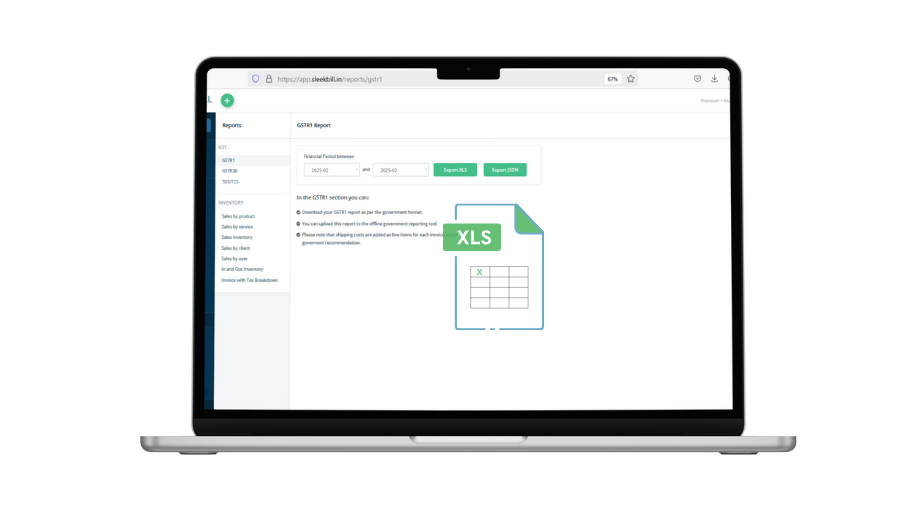 https://app.sleekbill.in/reports/gstr1
67%
L
+
Premium +
Reports
GSTR1 Report
GST
GSTR1
GSTR3B
TDS/TCS
INVENTORY
Sales by product
Sales by service
Sales Inventory
Sales by client
Sales by user
In and Out Inventory
Invoice with Tax Breakdown
Financial Period between
2025-02 and 2025-02 Export XLS Export JSON
In the GSTR1 section you can:
Download your GSTR1 report as per the government format.
You can upload this report to the offline government reporting tool.
Please note that shipping costs are added as line items for each invoice
goverment recommendation.
XLS
X